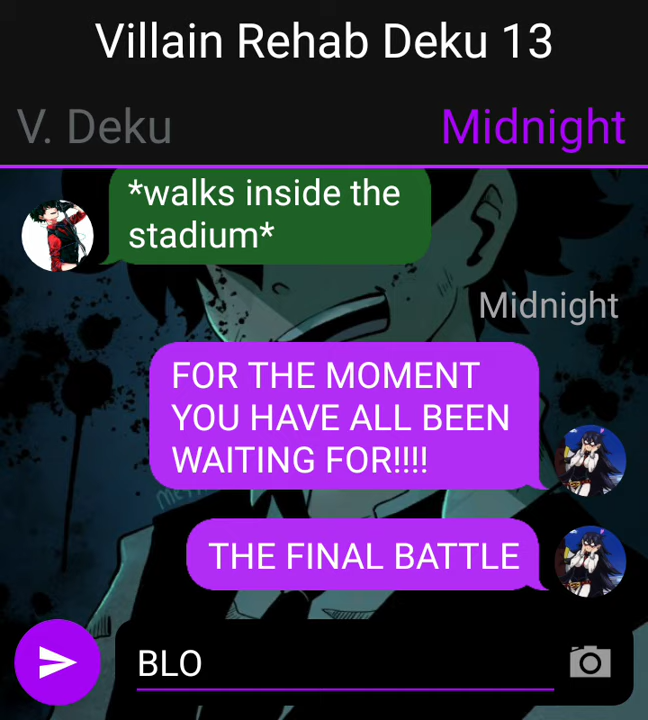 Villain Rehab Deku 13
V. Deku
Midnight
*walks inside the
stadium*
Midnight
FOR THE MOMENT
YOU HAVE ALL BEEN
WAITING FOR!!!!
THE FINAL BATTLE
BLO